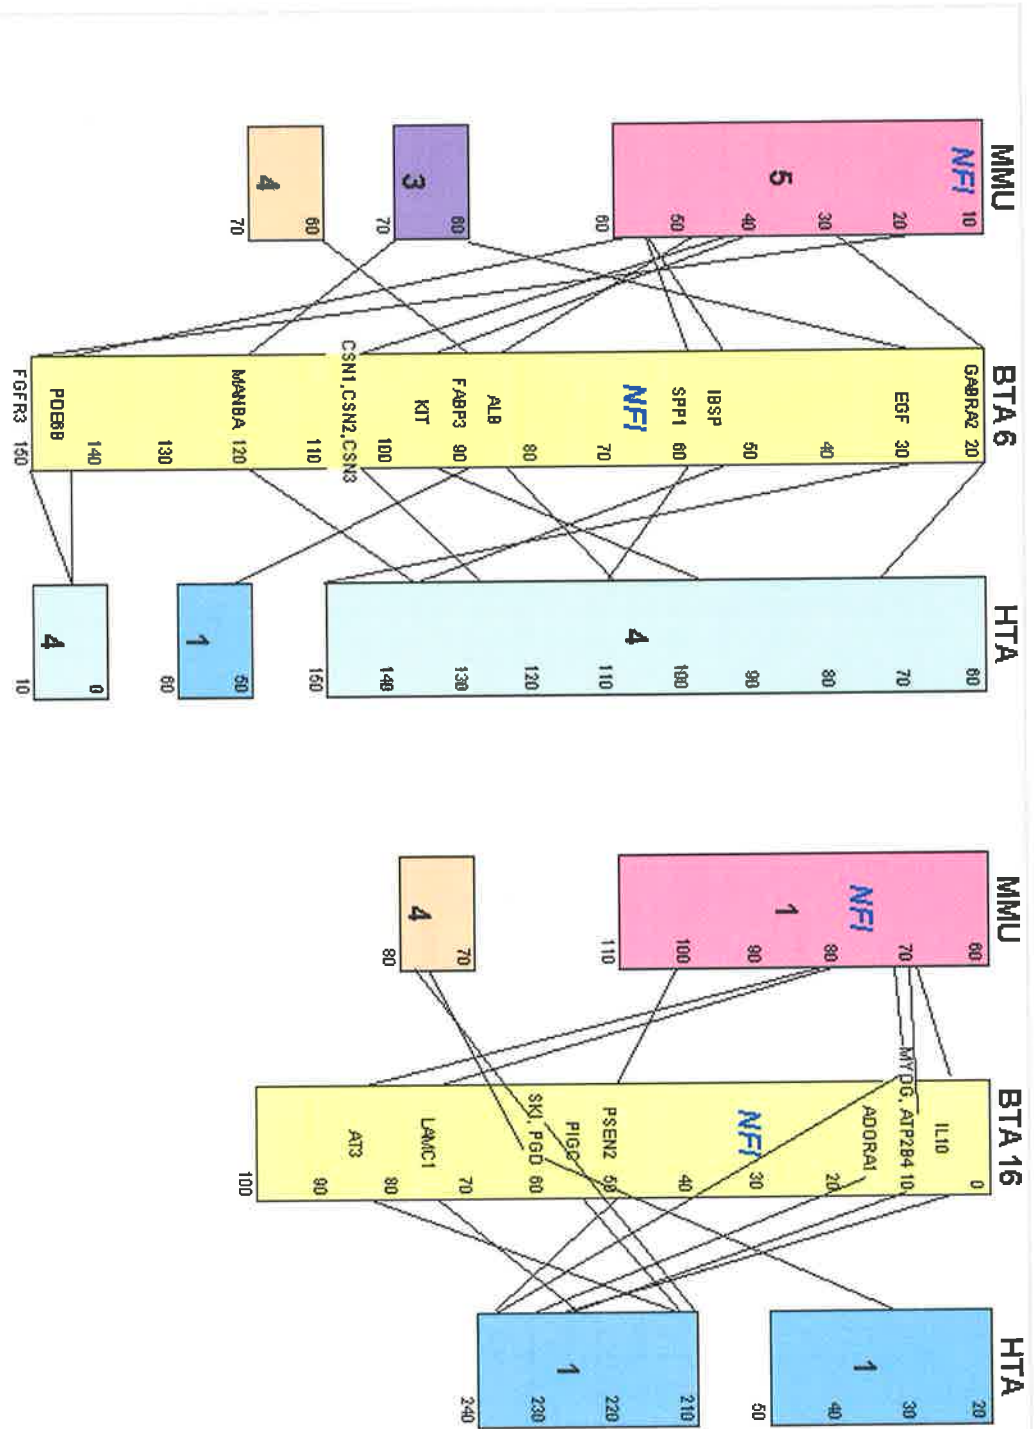 MMU
NFI
10
20
30
40
50
60
5
60
3
70
60
4
70
BTA 6
GABRA2 20
EGF 30
40
IBSP 50
SPP1 60
NFI
70
80
ALB
FABP3 90
KIT
100
CSN1,CSN2,CSN3
110
MANBA 120
130
140
PDE6B
FGFR3 150
HTA
60
70
80
90
100
110
120
130
140
150
4
50
1
60
0
4
10
MMU
60
70
NFI
80
1
90
100
110
70
4
80
BTA 16
0
IL10
MYOG, ATP2B4 10
ADORA1
20
NFI 30
40
PSEN2 50
PIGC
SKI, PGD 60
70
LAMC1
80
AT3
90
100
HTA
20
30
1
40
50
210
220
1
230
240